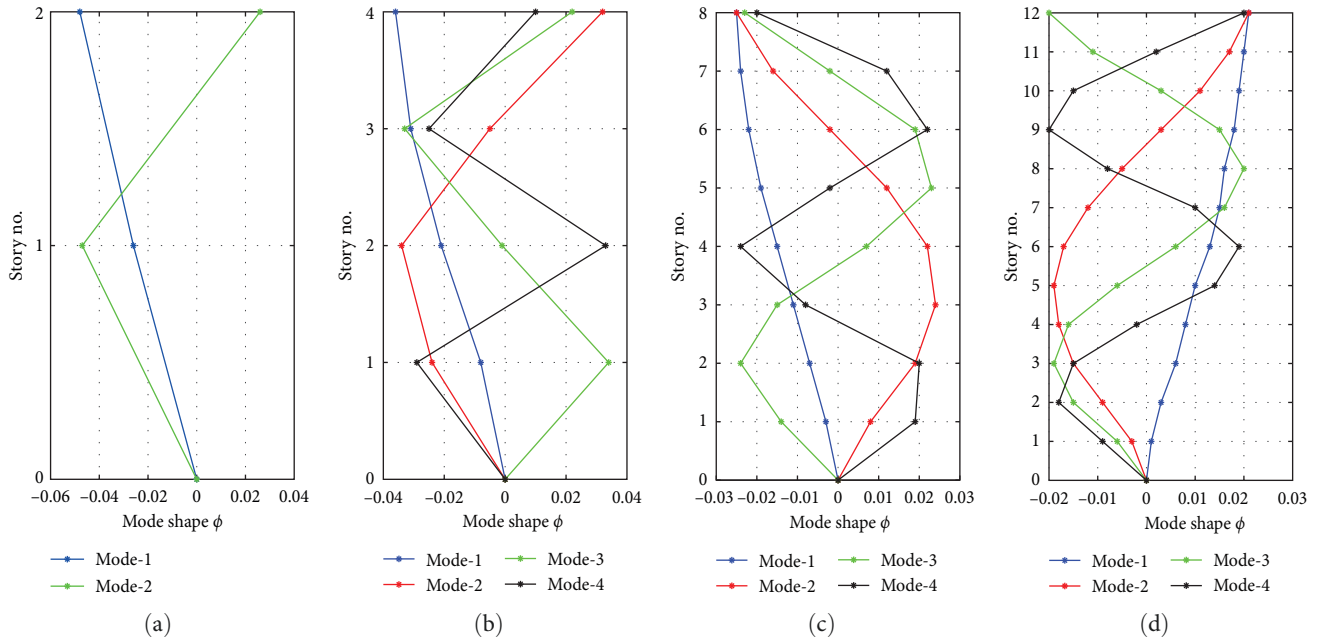 2
1
0
Story no.
−0.06 −0.04 −0.02 0 0.02 0.04
Mode shape ϕ
Mode-1
Mode-2
(a)
4
3
2
1
0
Story no.
−0.04 −0.02 0 0.02 0.04
Mode shape ϕ
Mode-1 Mode-3
Mode-2 Mode-4
(b)
8
7
6
5
4
3
2
1
0
Story no.
−0.03 −0.02 −0.01 0 0.01 0.02 0.03
Mode shape ϕ
Mode-1 Mode-3
Mode-2 Mode-4
(c)
12
11
10
9
8
7
6
5
4
3
2
1
0
Story no.
−0.02 −0.01 0 0.01 0.02 0.03
Mode shape ϕ
Mode-1 Mode-3
Mode-2 Mode-4
(d)